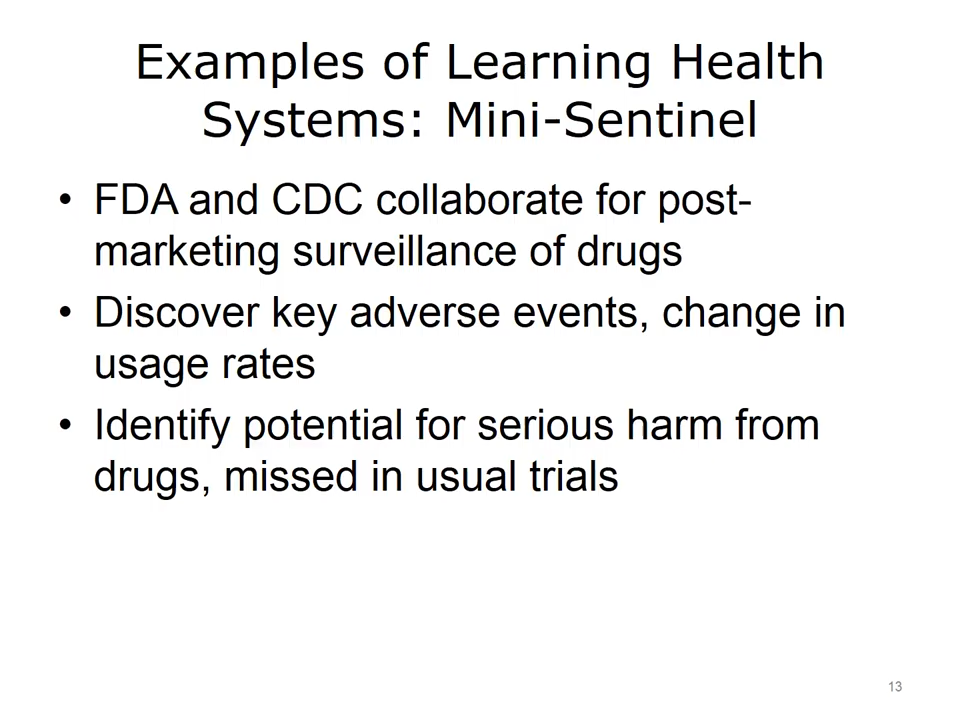 Examples of Learning Health
Systems: Mini-Sentinel
• FDA and CDC collaborate for post-
marketing surveillance of drugs
• Discover key adverse events, change in
usage rates
• Identify potential for serious harm from
drugs, missed in usual trials
13